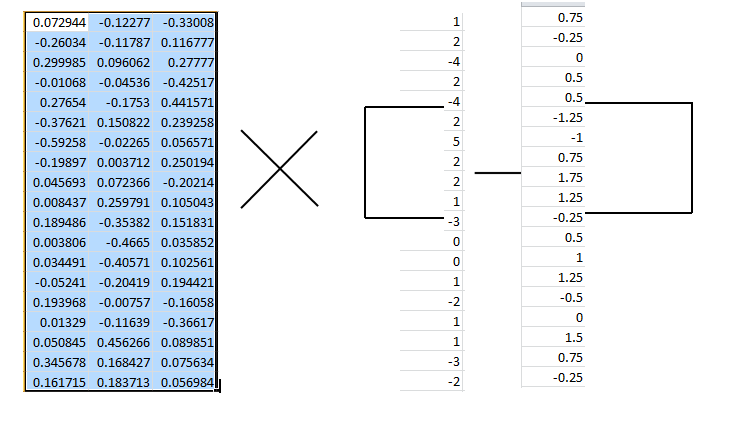 0.072944 -0.12277 -0.33008 1 0.75
-0.26034 -0.11787 0.116777 2 -0.25
0.299985 0.096062 0.27777 -4 0
-0.01068 -0.04536 -0.42517 2 0.5
0.27654 -0.1753 0.441571 -4 0.5
-0.37621 0.150822 0.239258 2 -1.25
-0.59258 -0.02265 0.056571 5 -1
-0.19897 0.003712 0.250194 2 0.75
0.045693 0.072366 -0.20214 2 1.75
0.008437 0.259791 0.105043 1 1.25
0.189486 -0.35382 0.151831 -3 -0.25
0.003806 -0.4665 0.035852 0 0.5
0.034491 -0.40571 0.102561 0 1
-0.05241 -0.20419 0.194421 1 1.25
0.193968 -0.00757 -0.16058 -2 -0.5
0.01329 -0.11639 -0.36617 1 0
0.050845 0.456266 0.089851 1 1.5
0.345678 0.168427 0.075634 -3 0.75
0.161715 0.183713 0.056984 -2 -0.25